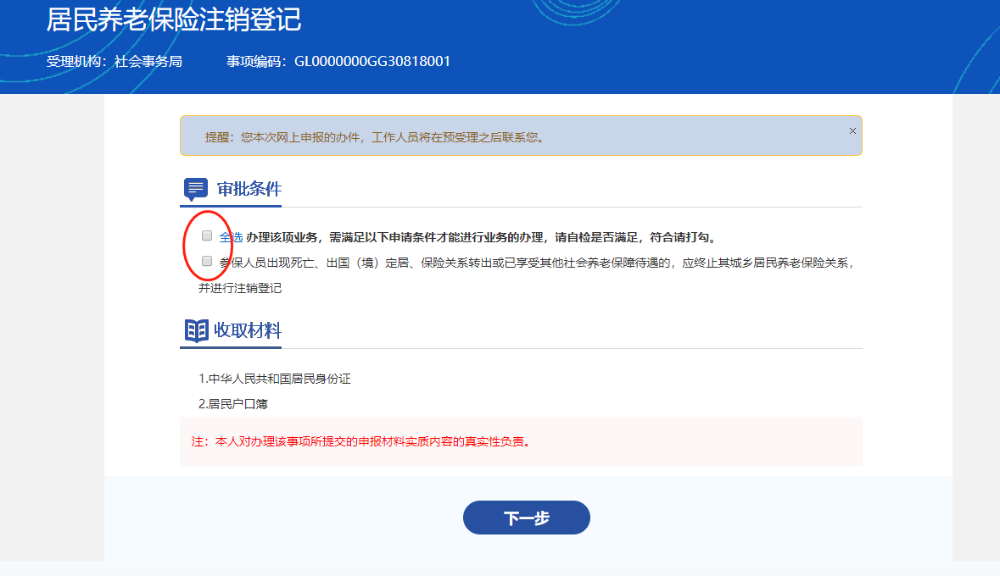 居民养老保险注销登记
受理机构：社会事务局 事项编码：GL0000000GG30818001
提醒：您本次网上申报的办件，工作人员将在预受理之后联系您。
审批条件
全选 办理该项业务，需满足以下申请条件才能进行业务的办理，请自检是否满足，符合请打勾。
参保人员出现死亡、出国（境）定居、保险关系转出或已享受其他社会养老保障待遇的，应终止其城乡居民养老保险关系，
并进行注销登记
收取材料
1.中华人民共和国居民身份证
2.居民户口簿
注：本人对办理该事项所提交的申报材料实质内容的真实性负责。
下一步